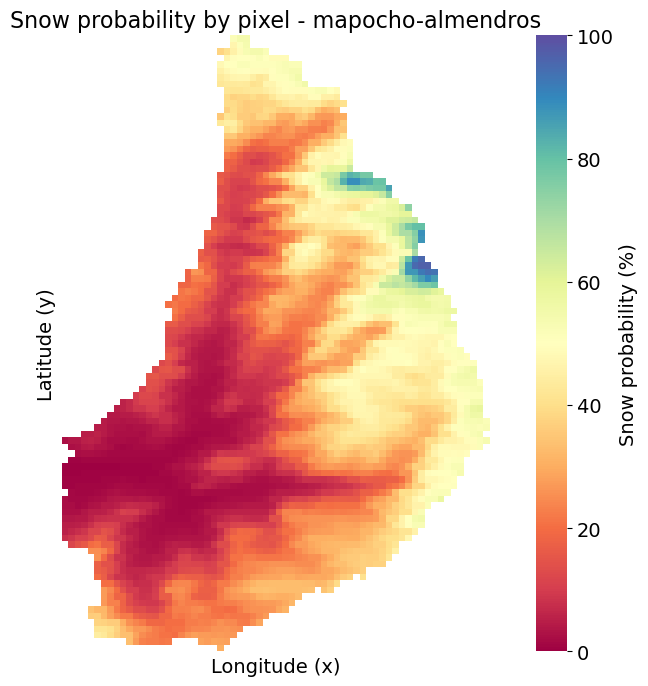 Snow probability by pixel - mapocho-almendros
100
80
60
40
20
0
Snow probability (%)
Latitude (y)
Longitude (x)